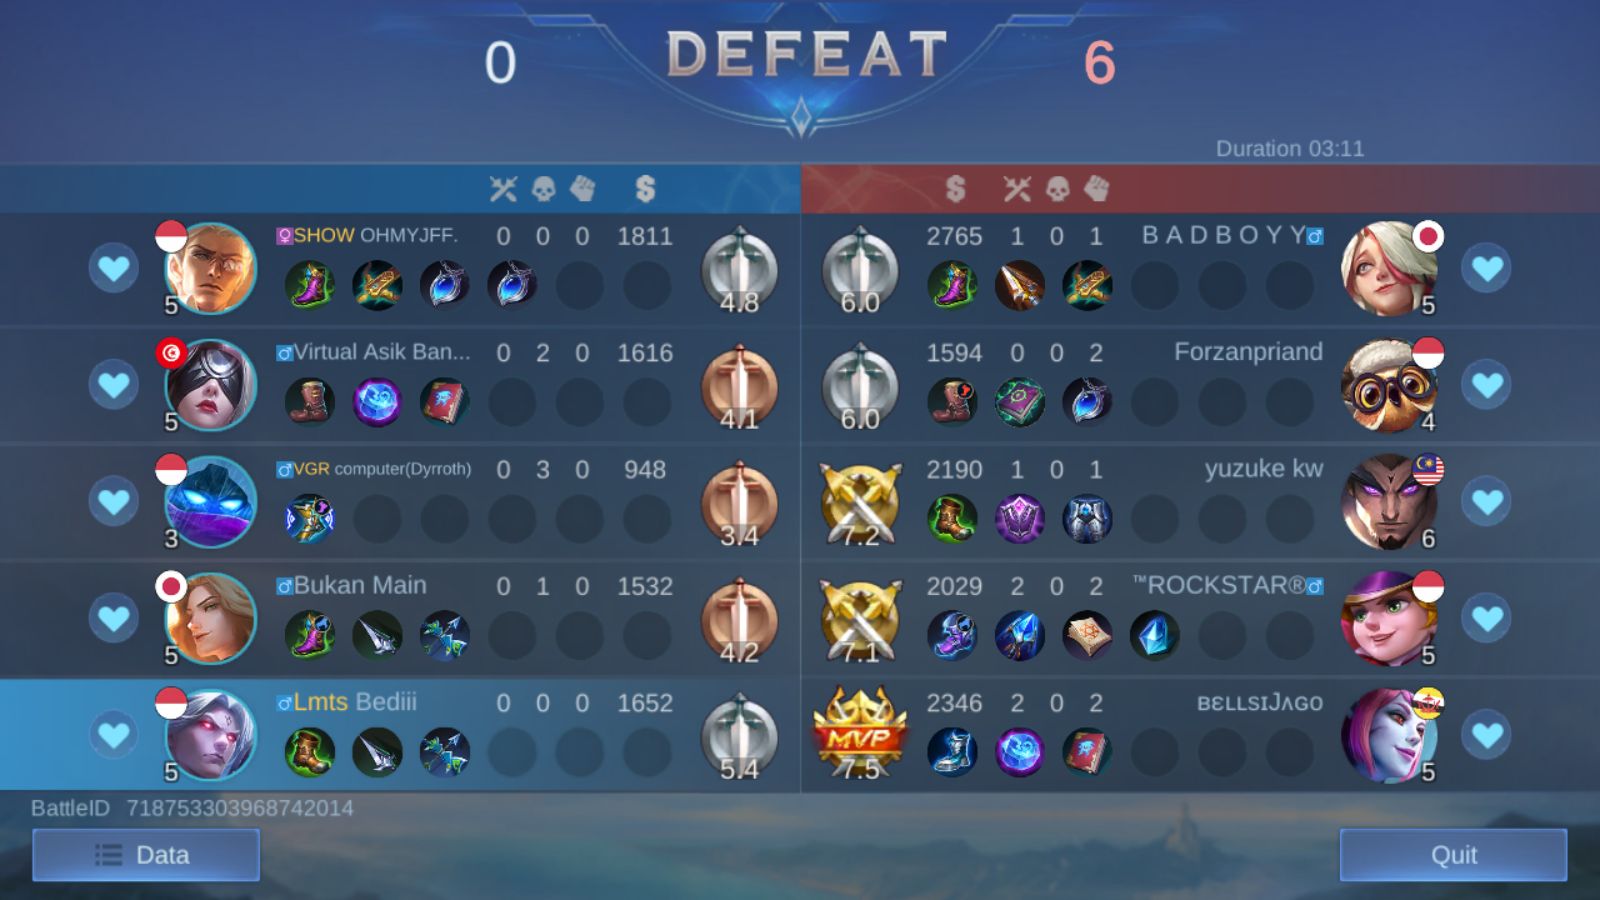 0 DEFEAT 6
Duration 03:11
SHOW OHMYJFF. 0 0 0 1811
5 4.8
2765 1 0 1 B A D B O Y Y
6.0 5
Virtual Asik Ban... 0 2 0 1616
5 4.1
1594 0 0 2 Forzanpriand
6.0 4
VGR computer(Dyrroth) 0 3 0 948
3 3.4
2190 1 0 1 yuzuke kw
7.2 6
Bukan Main 0 1 0 1532
5 4.2
2029 2 0 2 ™ROCKSTAR®
7.1 5
Lmts Bediii 0 0 0 1652
5 5.4
2346 2 0 2 ʙɛʟʟsɪJᴧɢᴏ
MVP
7.5 5
BattleID 718753303968742014
Data
Quit